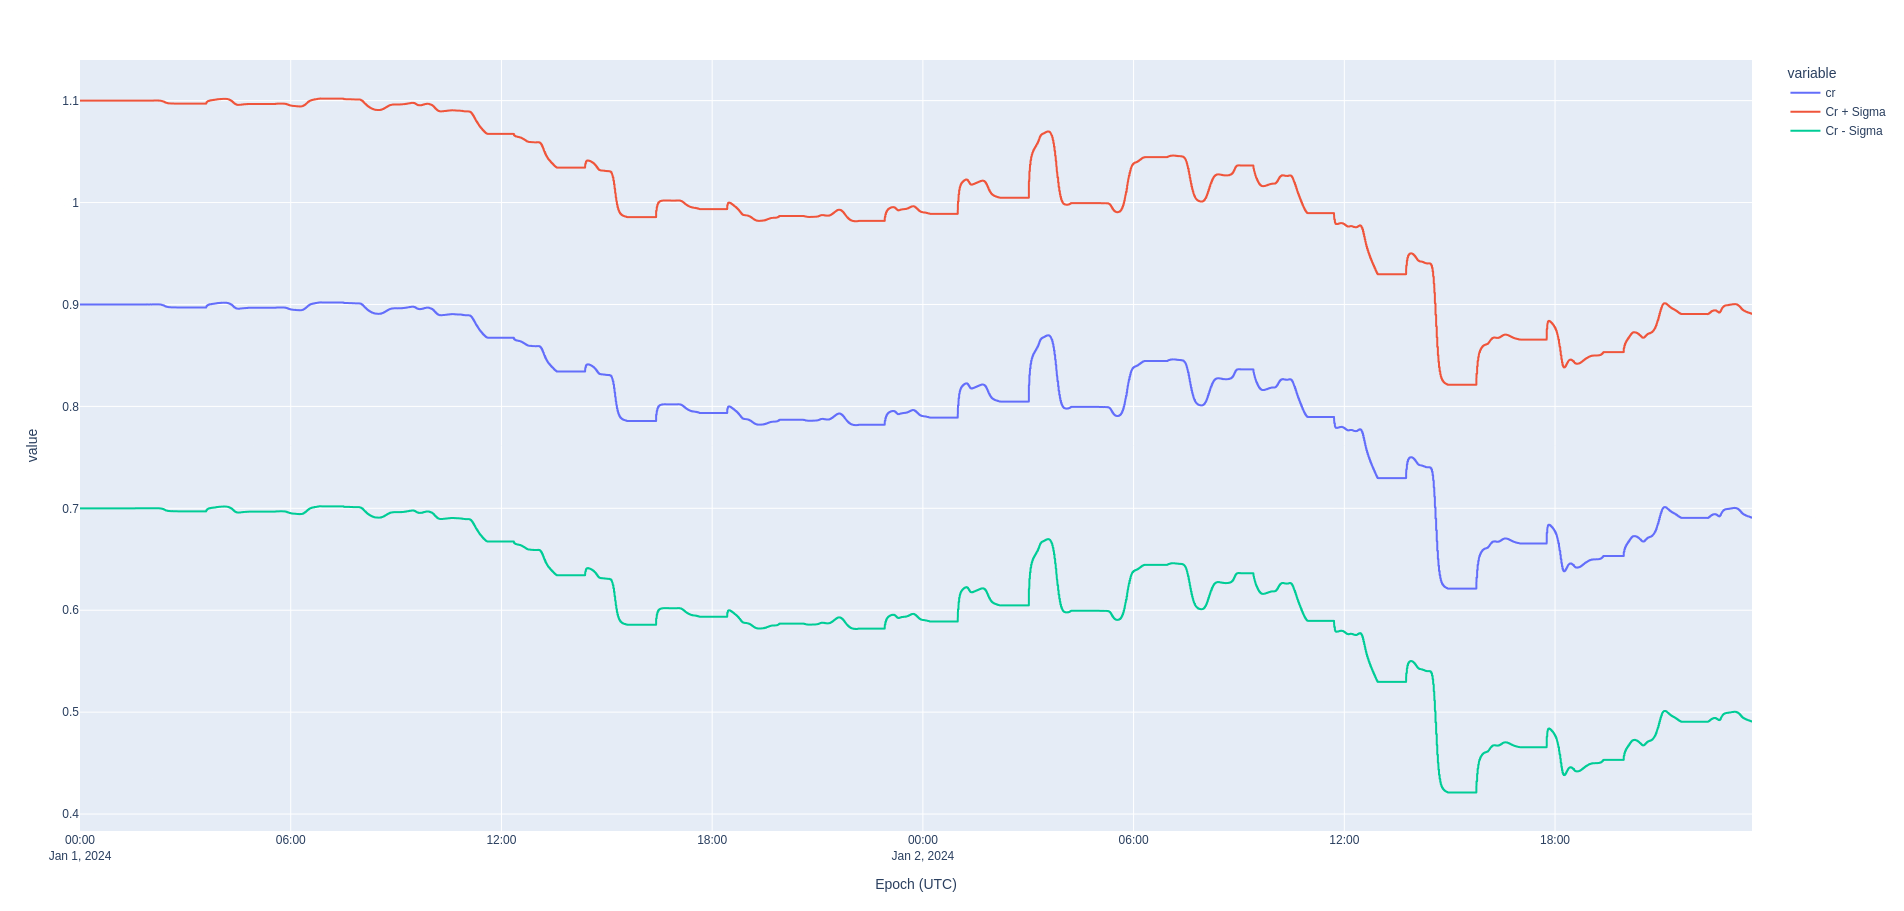 variable
cr
Cr + Sigma
Cr - Sigma
value
1.1
1
0.9
0.8
0.7
0.6
0.5
0.4
00:00 06:00 12:00 18:00 00:00 06:00 12:00 18:00
Jan 1, 2024 Jan 2, 2024
Epoch (UTC)